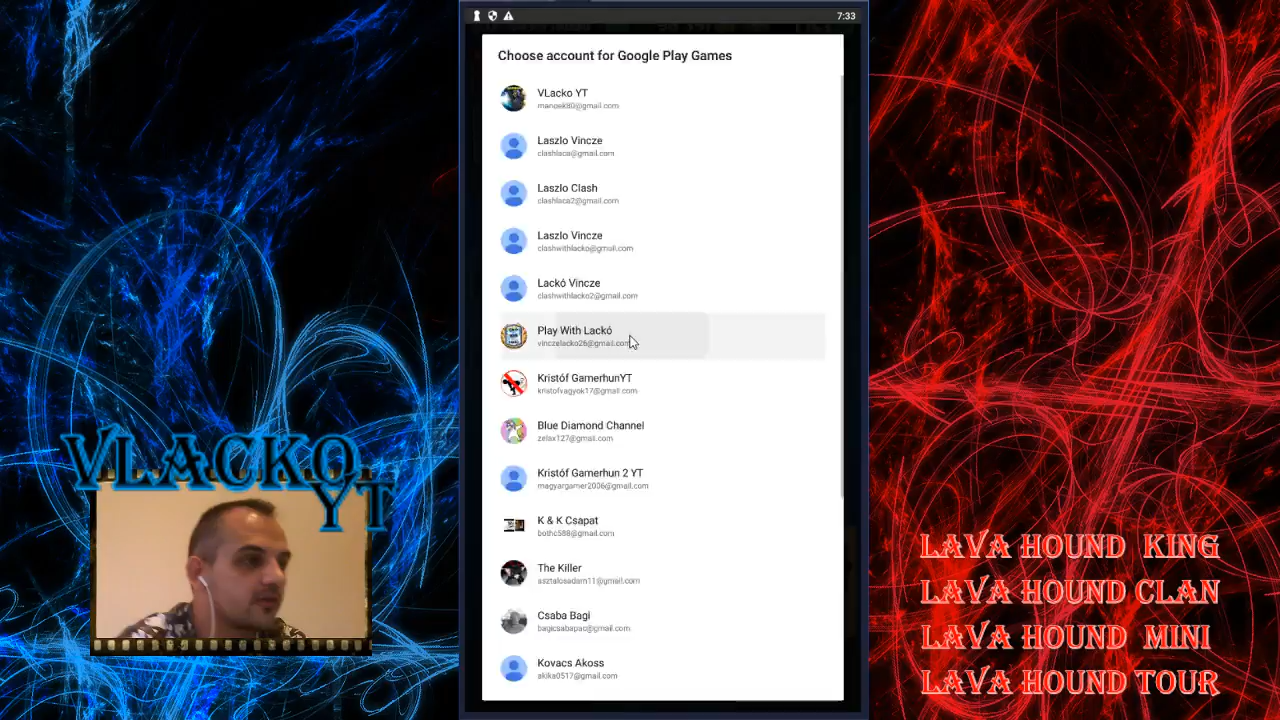 7:33
Choose account for Google Play Games
VLacko YT
manoek80@gmail.com
Laszlo Vincze
clashlaca@gmail.com
Laszlo Clash
clashlaca2@gmail.com
Laszlo Vincze
clashwithlacko@gmail.com
Lackó Vincze
clashwithlacko2@gmail.com
Play With Lackó
vinczelacko26@gmail.com
Kristóf GamerhunYT
kristofvagyok17@gmail.com
Blue Diamond Channel
zelax127@gmail.com
Kristóf Gamerhun 2 YT
magyargamer2006@gmail.com
K & K Csapat
bothc588@gmail.com
The Killer
asztalosadam11@gmail.com
Csaba Bagi
bagicsabapac@gmail.com
Kovacs Akoss
akika0517@gmail.com
VLACKO
YT
LAVA HOUND KING
LAVA HOUND CLAN
LAVA HOUND MINI
LAVA HOUND TOUR